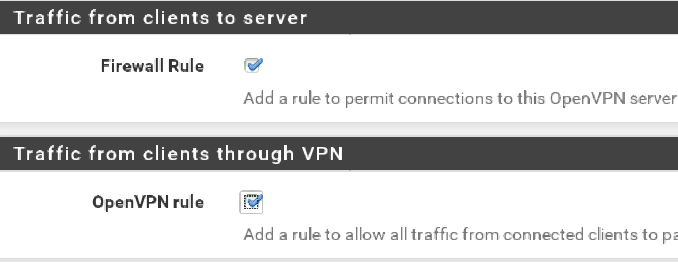 Traffic from clients to server
Firewall Rule
Add a rule to permit connections to this OpenVPN server
Traffic from clients through VPN
OpenVPN rule
Add a rule to allow all traffic from connected clients to